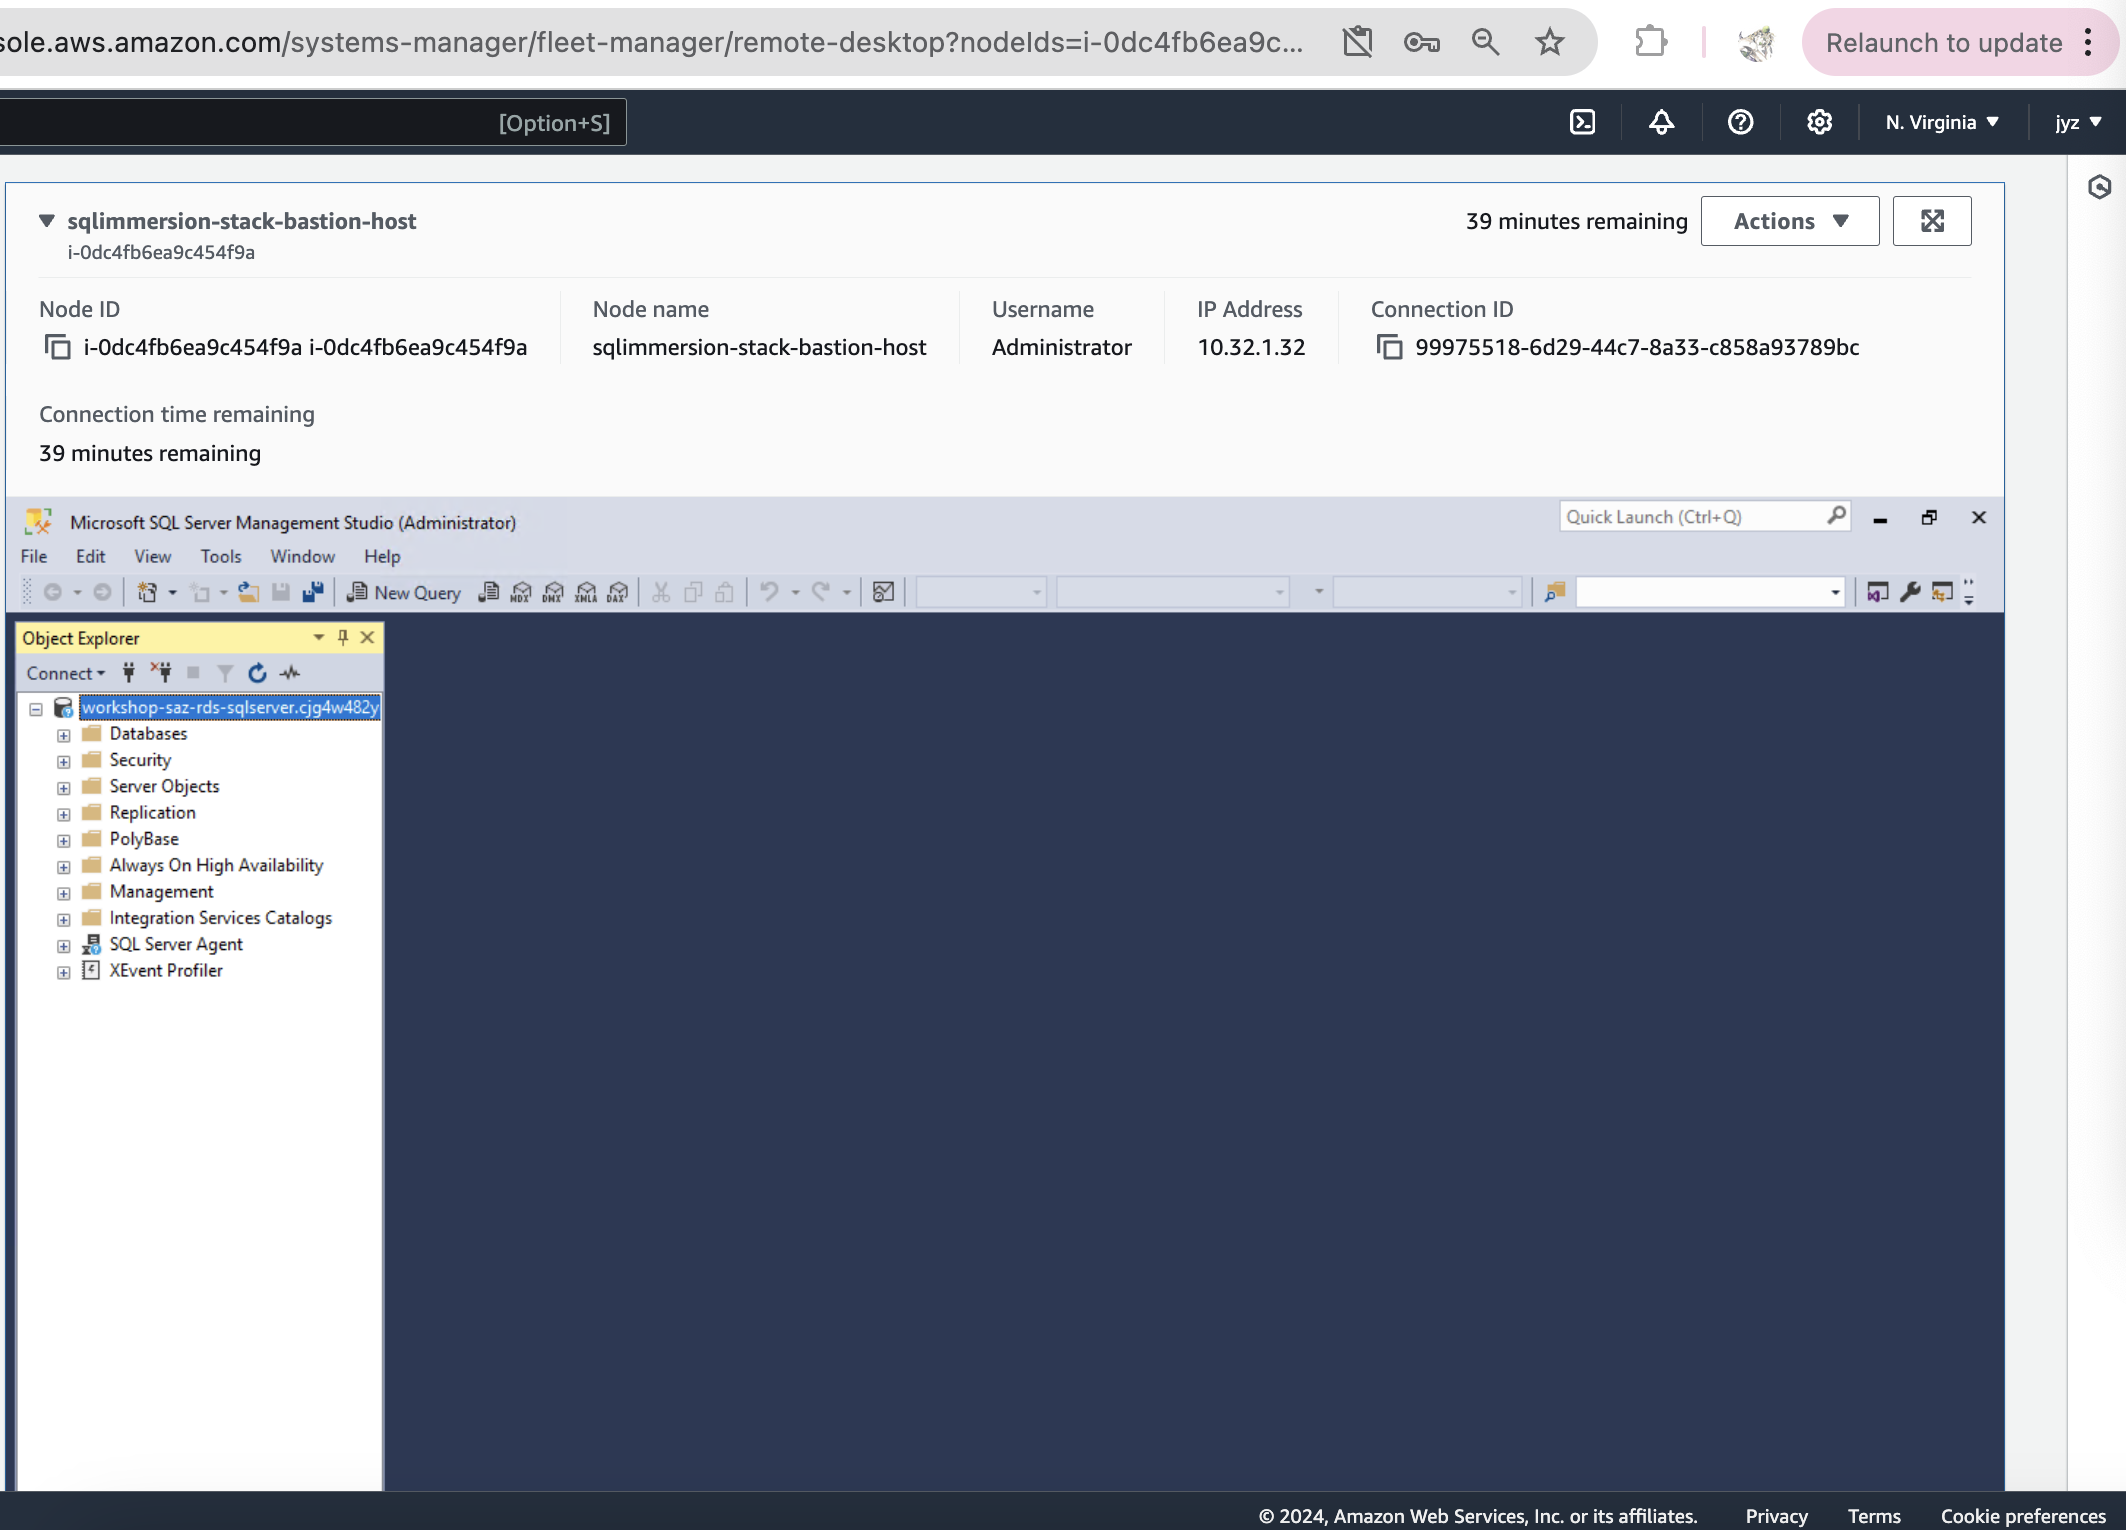 sole.aws.amazon.com/systems-manager/fleet-manager/remote-desktop?nodeIds=i-0dc4fb6ea9c...
Relaunch to update
[Option+S]
N. Virginia
jyz
sqlimmersion-stack-bastion-host
i-0dc4fb6ea9c454f9a
39 minutes remaining
Actions
Node ID
i-0dc4fb6ea9c454f9a i-0dc4fb6ea9c454f9a
Node name
sqlimmersion-stack-bastion-host
Username
Administrator
IP Address
10.32.1.32
Connection ID
99975518-6d29-44c7-8a33-c858a93789bc
Connection time remaining
39 minutes remaining
Microsoft SQL Server Management Studio (Administrator)
Quick Launch (Ctrl+Q)
File Edit View Tools Window Help
New Query MDX DMX XMLA DAX
Object Explorer
Connect
workshop-saz-rds-sqlserver.cjg4w482y
Databases
Security
Server Objects
Replication
PolyBase
Always On High Availability
Management
Integration Services Catalogs
SQL Server Agent
XEvent Profiler
© 2024, Amazon Web Services, Inc. or its affiliates. Privacy Terms Cookie preferences